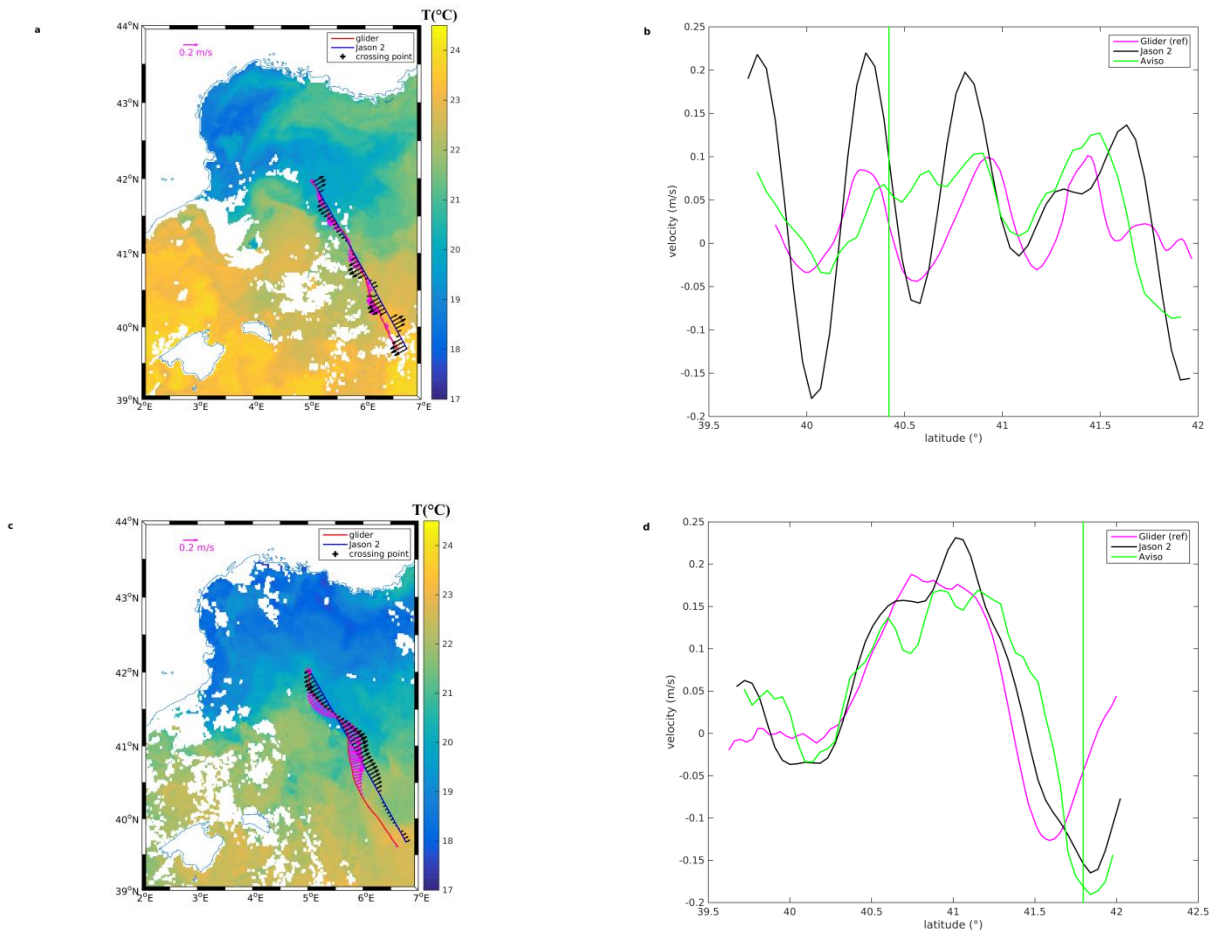 a
T(°C)
44°N
43°N
42°N
41°N
40°N
39°N
2°E
3°E
4°E
5°E
6°E
7°E
0.2 m/s
glider
Jason 2
crossing point
24
23
22
21
20
19
18
17
b
velocity (m/s)
0.25
0.2
0.15
0.1
0.05
0
-0.05
-0.1
-0.15
-0.2
39.5
40
40.5
41
41.5
42
latitude (°)
Glider (ref)
Jason 2
Aviso
c
T(°C)
44°N
43°N
42°N
41°N
40°N
39°N
2°E
3°E
4°E
5°E
6°E
7°E
0.2 m/s
glider
Jason 2
crossing point
24
23
22
21
20
19
18
17
d
velocity (m/s)
0.25
0.2
0.15
0.1
0.05
0
-0.05
-0.1
-0.15
-0.2
39.5
40
40.5
41
41.5
42
42.5
latitude (°)
Glider (ref)
Jason 2
Aviso